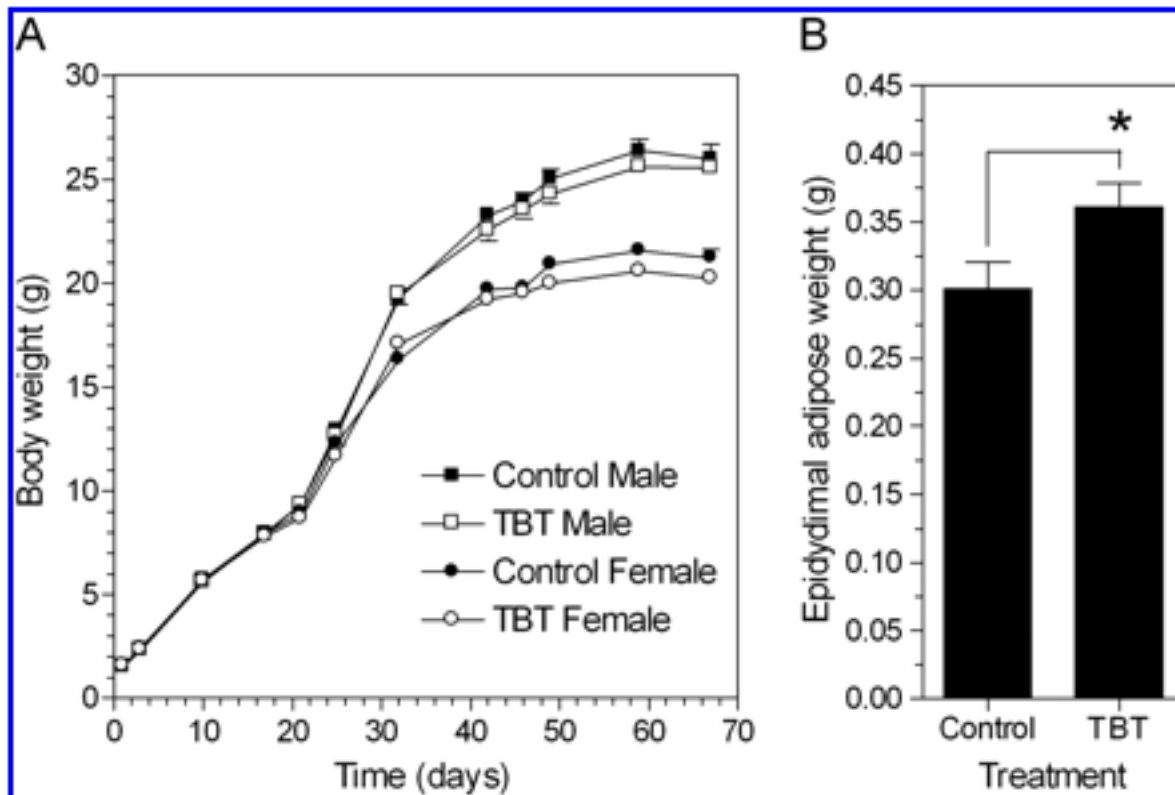 A
Body weight (g)
30
25
20
15
10
5
0
0 10 20 30 40 50 60 70
Time (days)
Control Male
TBT Male
Control Female
TBT Female
B
Epidydimal adipose weight (g)
0.45
0.40
0.35
0.30
0.25
0.20
0.15
0.10
0.05
0.00
*
Control TBT
Treatment